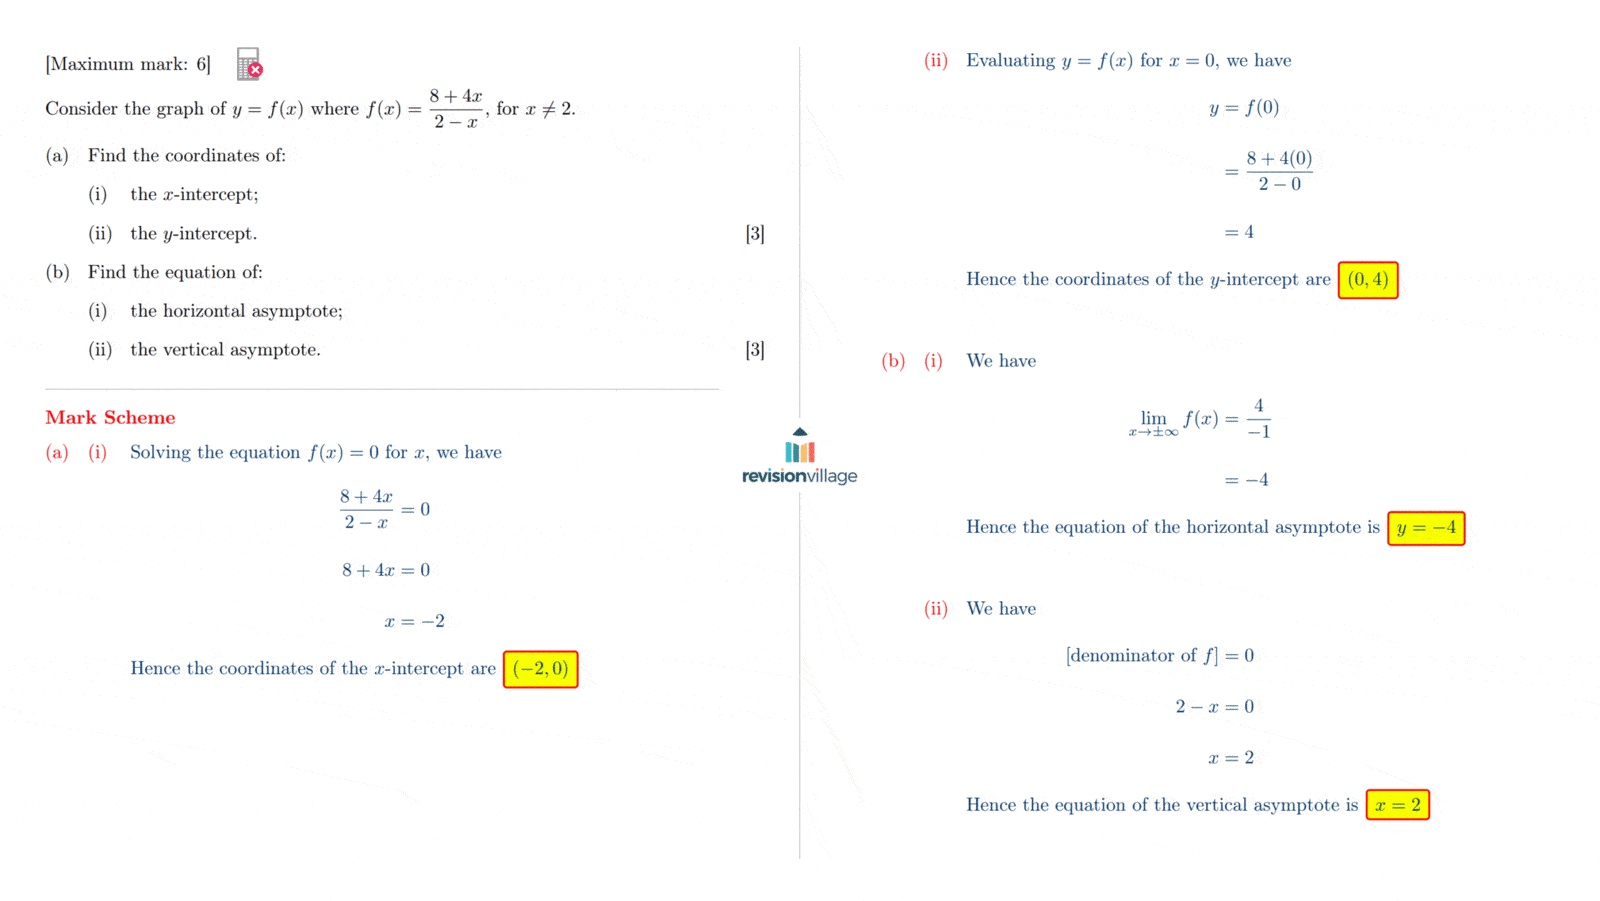 [Maximum mark: 6]
Consider the graph of y = f(x) where f(x) = \frac{8 + 4x}{2 − x}, for x ≠ 2.
(a) Find the coordinates of:
(i) the x-intercept;
(ii) the y-intercept. [3]
(b) Find the equation of:
(i) the horizontal asymptote;
(ii) the vertical asymptote. [3]
Mark Scheme
(a) (i) Solving the equation f(x) = 0 for x, we have
\frac{8 + 4x}{2 − x} = 0
8 + 4x = 0
x = −2
Hence the coordinates of the x-intercept are (−2, 0)
revisionvillage
(ii) Evaluating y = f(x) for x = 0, we have
y = f(0)
= \frac{8 + 4(0)}{2 − 0}
= 4
Hence the coordinates of the y-intercept are (0, 4)
(b) (i) We have
\lim_{x→±∞} f(x) = \frac{4}{−1}
= −4
Hence the equation of the horizontal asymptote is y = −4
(ii) We have
[denominator of f] = 0
2 − x = 0
x = 2
Hence the equation of the vertical asymptote is x = 2